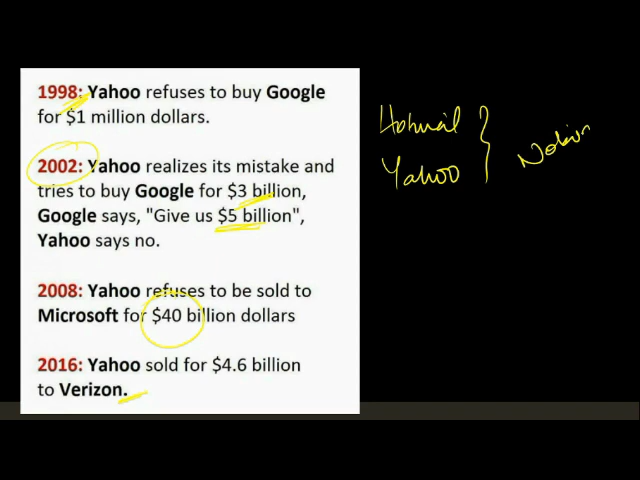 1998: Yahoo refuses to buy Google
for $1 million dollars.
2002: Yahoo realizes its mistake and
tries to buy Google for $3 billion,
Google says, "Give us $5 billion",
Yahoo says no.
2008: Yahoo refuses to be sold to
Microsoft for $40 billion dollars
2016: Yahoo sold for $4.6 billion
to Verizon.
Hotmail
Yahoo